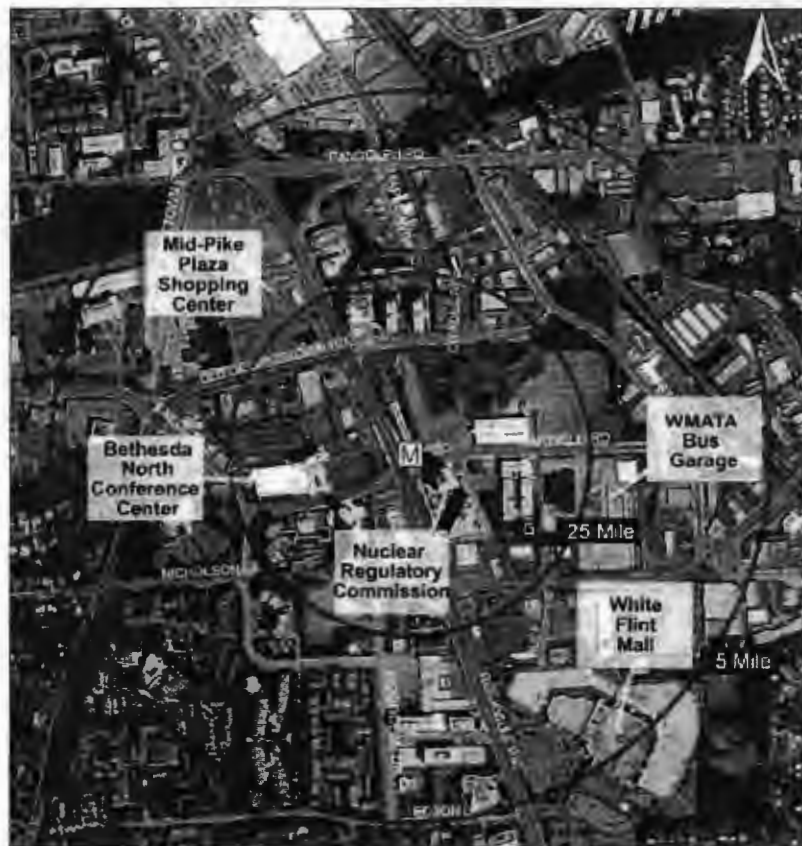 Mid-Pike
Plaza
Shopping
Center
Bethesda
North
Conference
Center
M
WMATA
Bus
Garage
25 Mile
Nuclear
Regulatory
Commission
NICHOLSON
White
Flint
Mall
5 Mile